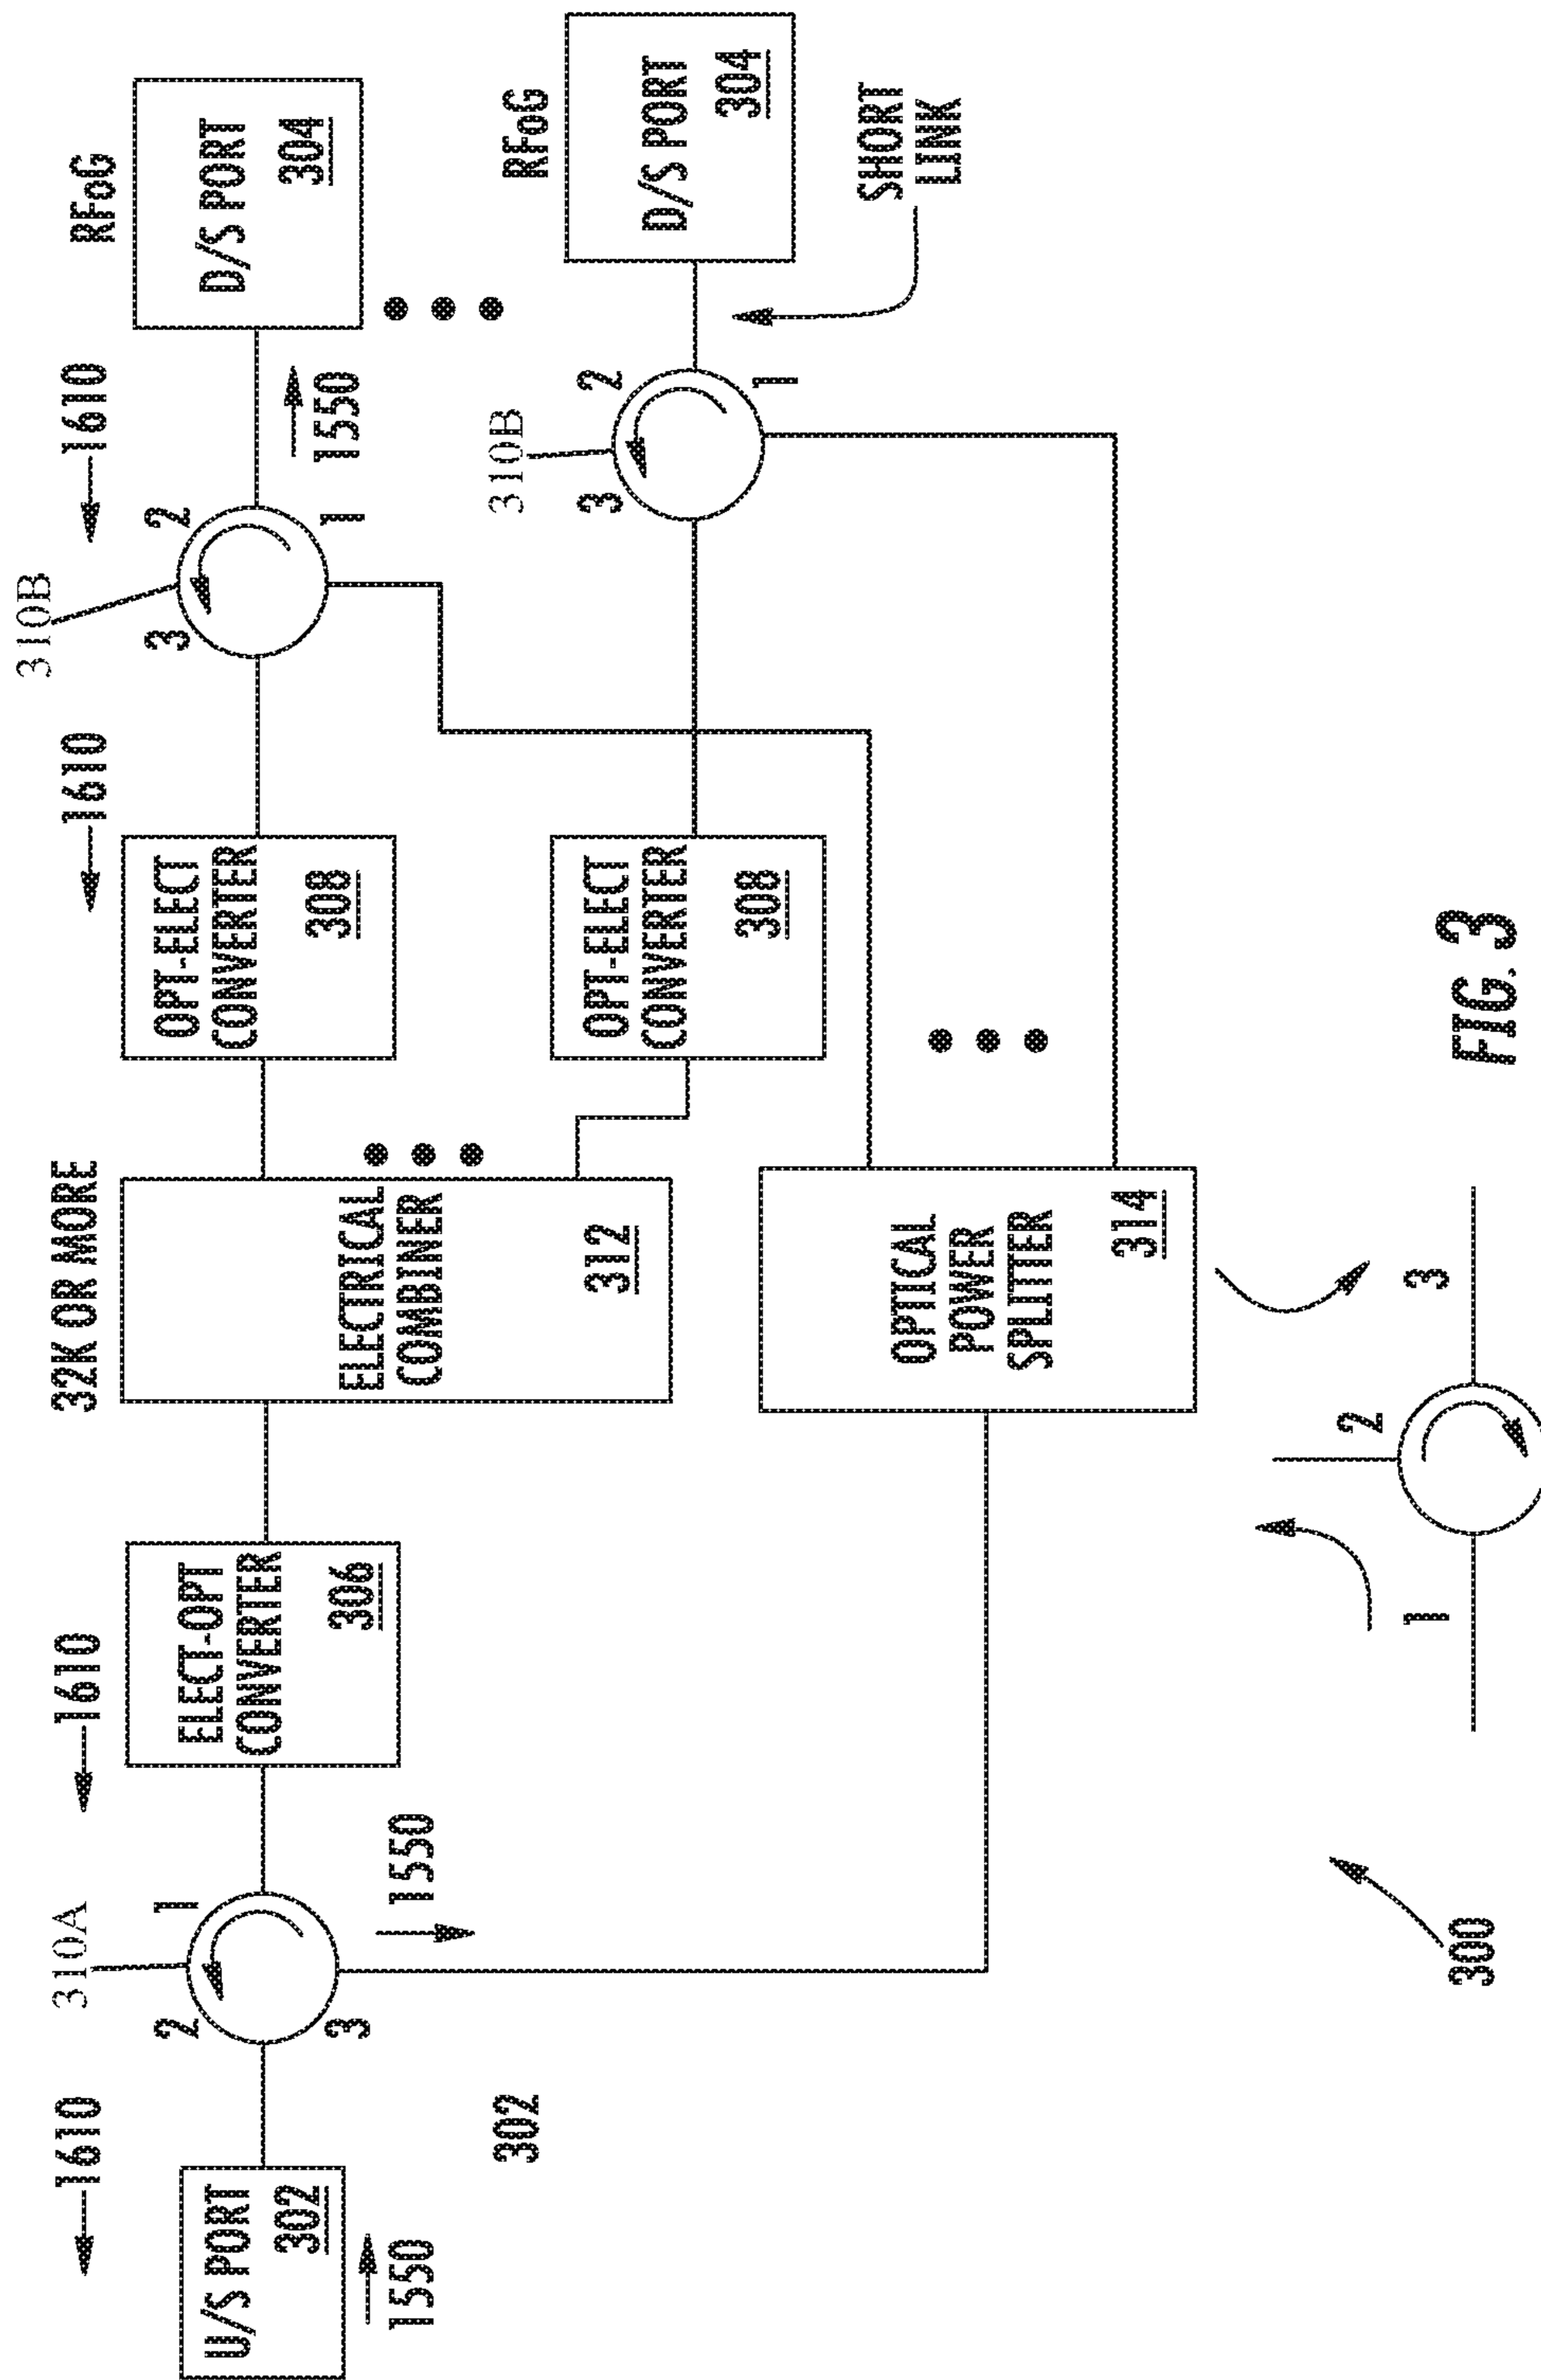 1610
310A
1610
32K OR MORE
1610
310B
1610
RFoG
U/S PORT
302
1550
2
1
3
1550
ELECT-OPT
CONVERTER
306
ELECTRICAL
COMBINER
312
OPT-ELECT
CONVERTER
308
3
2
1
1550
D/S PORT
304
302
OPT-ELECT
CONVERTER
308
310B
3
2
1
RFoG
D/S PORT
304
SHORT
LINK
OPTICAL
POWER
SPLITTER
314
1
2
3
300
FIG. 3